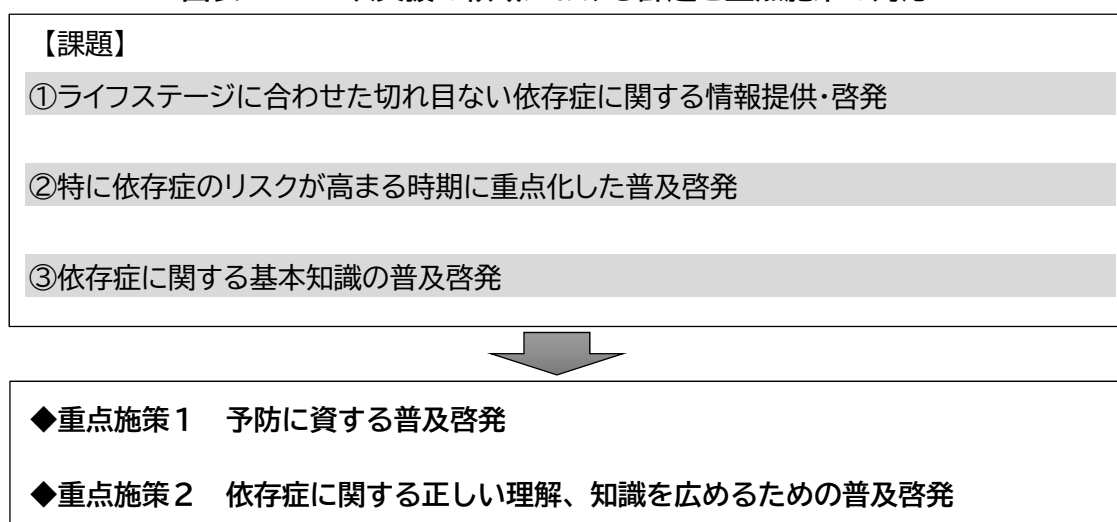 【課題】
①ライフステージに合わせた切れ目ない依存症に関する情報提供・啓発
②特に依存症のリスクが高まる時期に重点化した普及啓発
③依存症に関する基本知識の普及啓発
◆重点施策1　予防に資する普及啓発
◆重点施策2　依存症に関する正しい理解、知識を広めるための普及啓発